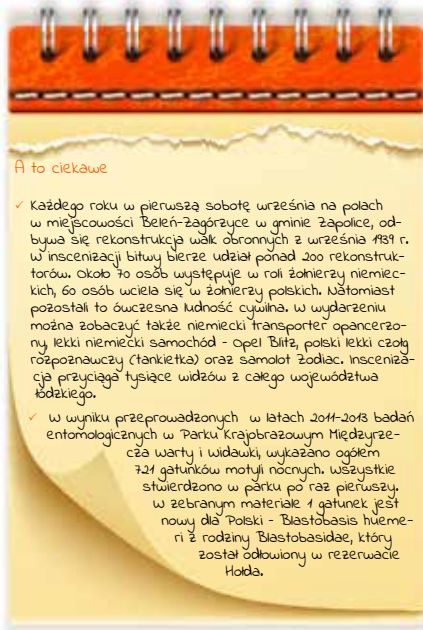 A to ciekawe
✓ Każdego roku w pierwszą sobotę września na polach
w miejscowości Beleń-Zagórzyce w gminie Zapolice, od-
bywa się rekonstrukcja walk obronnych z września 1939 r.
W inscenizacji bitwy bierze udział ponad 200 rekonstruk-
torów. Około 70 osób występuje w roli żołnierzy niemiec-
kich, 60 osób wciela się w żołnierzy polskich. Natomiast
pozostali to ówczesna ludność cywilna. W wydarzeniu
można zobaczyć także niemiecki transporter opancerzo-
ny, lekki niemiecki samochód - Opel Blitz, polski lekki czołg
rozpoznawczy (tankietka) oraz samolot Zodiac. Insceniza-
cja przyciąga tysiące widzów z całego województwa
łódzkiego.
✓ W wyniku przeprowadzonych w latach 2011-2013 badań
entomologicznych w Parku Krajobrazowym Międzyrze-
cza Warty i Widawki, wykazano ogółem
721 gatunków motyli nocnych. Wszystkie
stwierdzono w parku po raz pierwszy.
W zebranym materiale 1 gatunek jest
nowy dla Polski - Blastobasis hueme-
ri z rodziny Blastobasidae, który
został odłowiony w rezerwacie
Hołda.